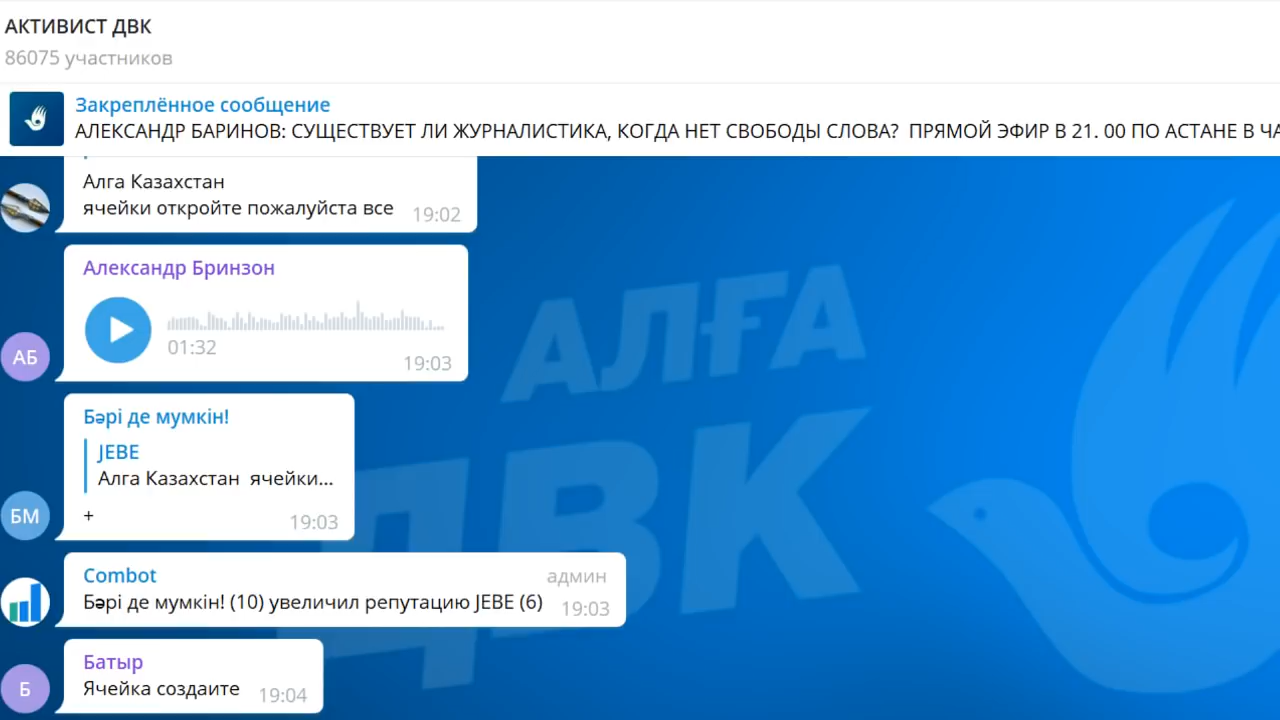 АКТИВИСТ ДВК
86075 участников
Закреплённое сообщение
АЛЕКСАНДР БАРИНОВ: СУЩЕСТВУЕТ ЛИ ЖУРНАЛИСТИКА, КОГДА НЕТ СВОБОДЫ СЛОВА? ПРЯМОЙ ЭФИР В 21. 00 ПО АСТАНЕ В
Алга Казахстан
ячейки откройте пожалуйста все 19:02
Александр Бринзон
01:32
19:03
АБ
Бәрі де мумкін!
JEBE
Алга Казахстан ячейки...
+ 19:03
БМ
Combot админ
Бәрі де мумкін! (10) увеличил репутацию JEBE (6) 19:03
Батыр
Ячейка создаите 19:04
Б
АЛҒА
ДВК